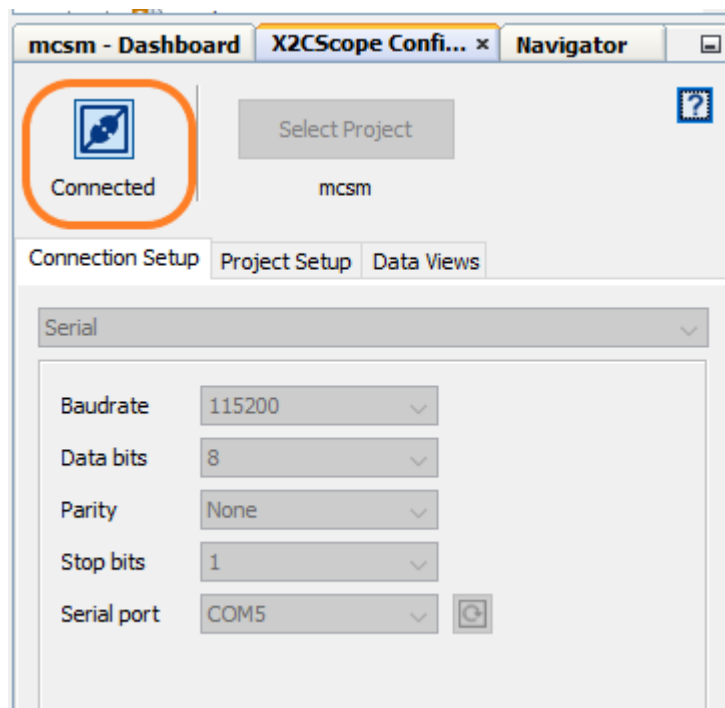 mcsm - Dashboard X2CScope Confi... × Navigator
Select Project
?
Connected mcsm
Connection Setup Project Setup Data Views
Serial
Baudrate 115200
Data bits 8
Parity None
Stop bits 1
Serial port COM5